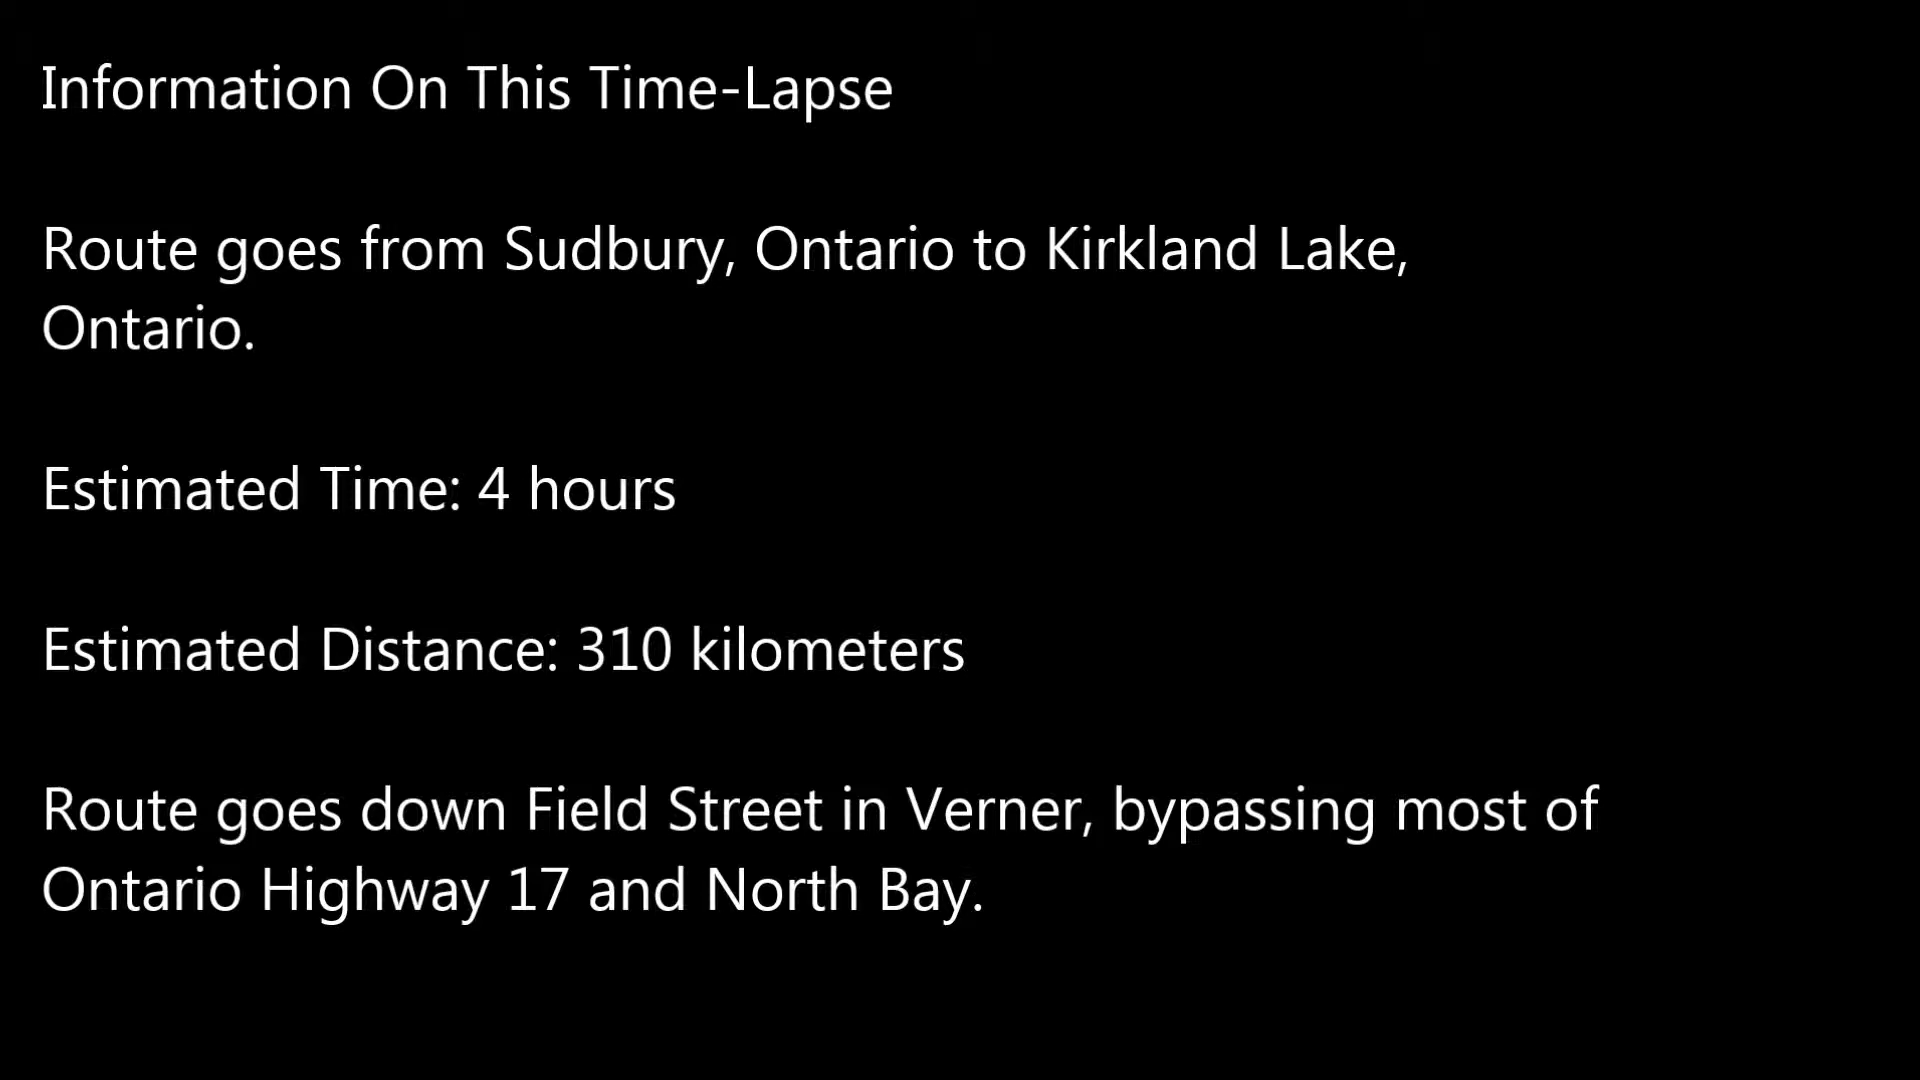 Information On This Time-Lapse
Route goes from Sudbury, Ontario to Kirkland Lake,
Ontario.
Estimated Time: 4 hours
Estimated Distance: 310 kilometers
Route goes down Field Street in Verner, bypassing most of
Ontario Highway 17 and North Bay.